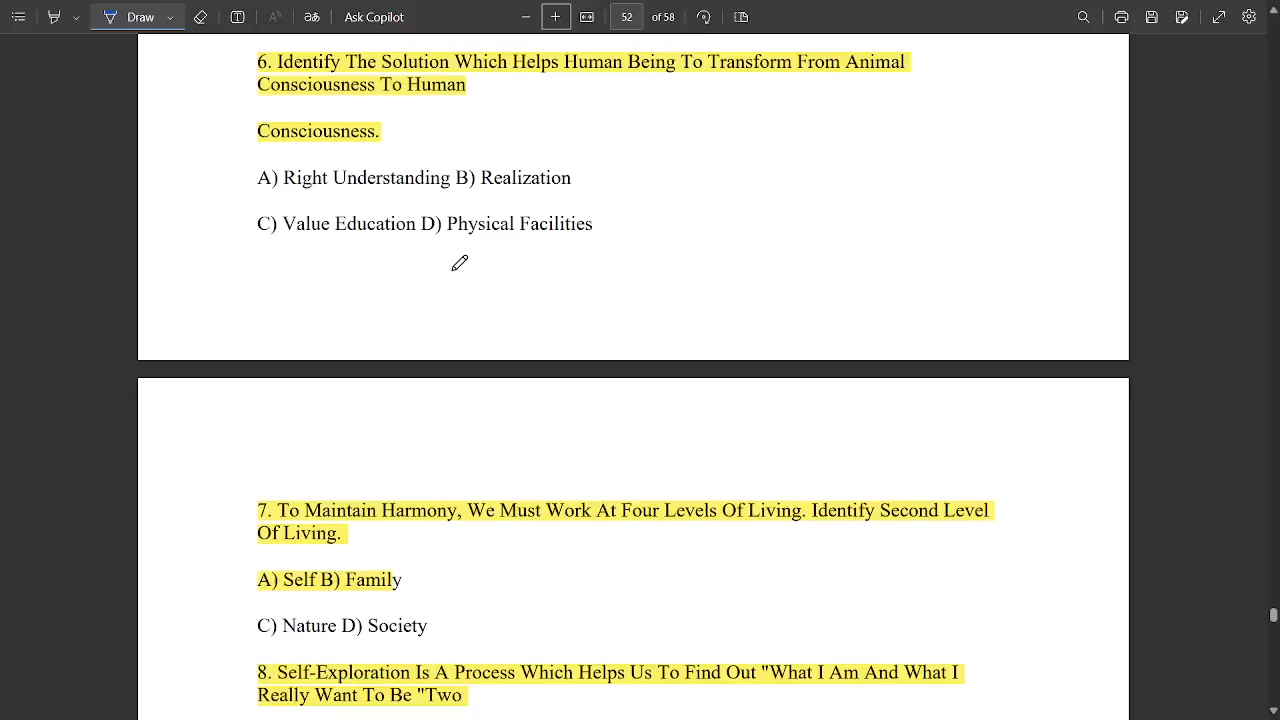 Draw
Ask Copilot
52 of 58
6. Identify The Solution Which Helps Human Being To Transform From Animal
Consciousness To Human
Consciousness.
A) Right Understanding B) Realization
C) Value Education D) Physical Facilities
7. To Maintain Harmony, We Must Work At Four Levels Of Living. Identify Second Level
Of Living.
A) Self B) Family
C) Nature D) Society
8. Self-Exploration Is A Process Which Helps Us To Find Out "What I Am And What I
Really Want To Be "Two